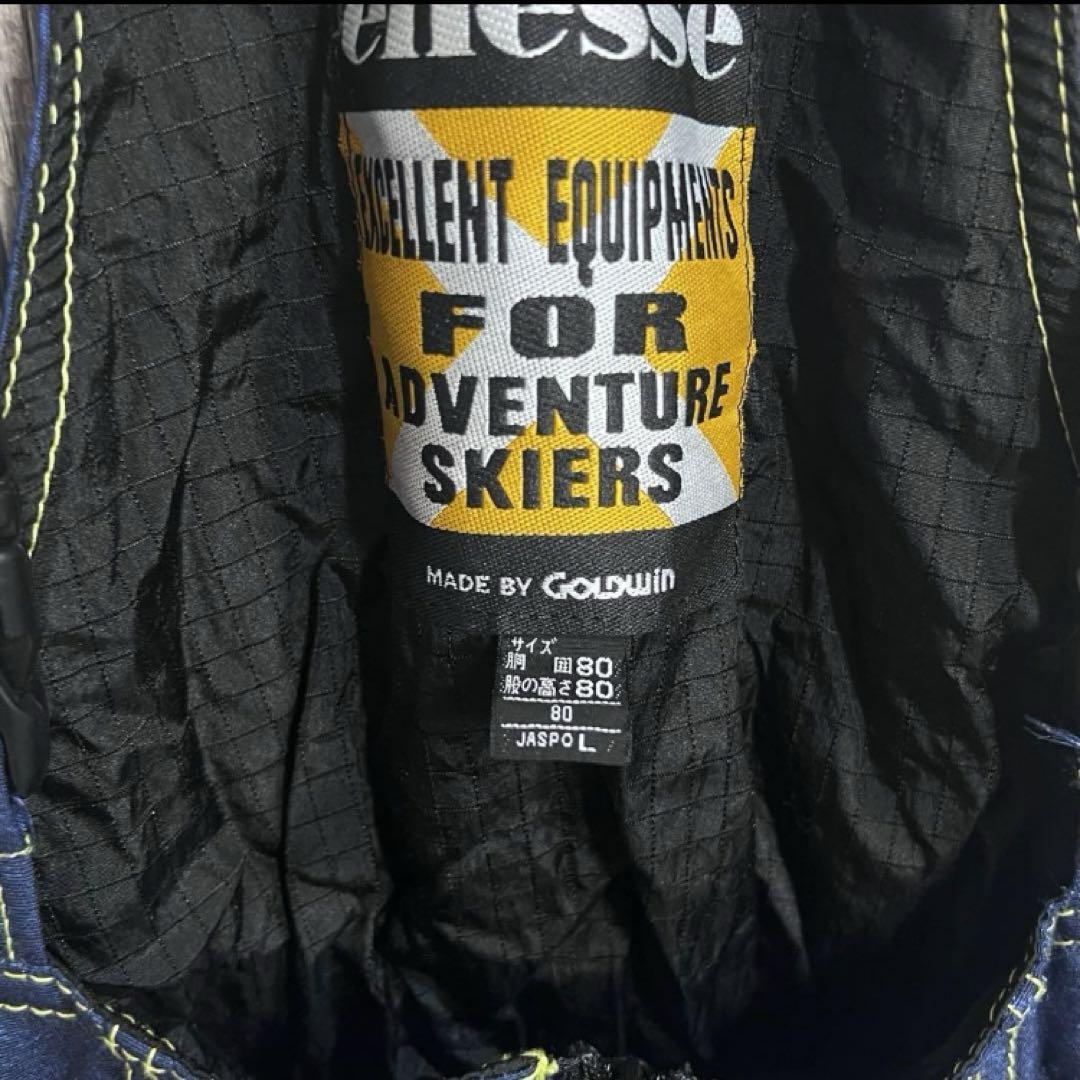 ellesse
EXCELLENT EQUIPMENTS
FOR
ADVENTURE
SKIERS
MADE BY GOLDWIN
サイズ
胸 囲80
股の高さ80
80
JASPO L